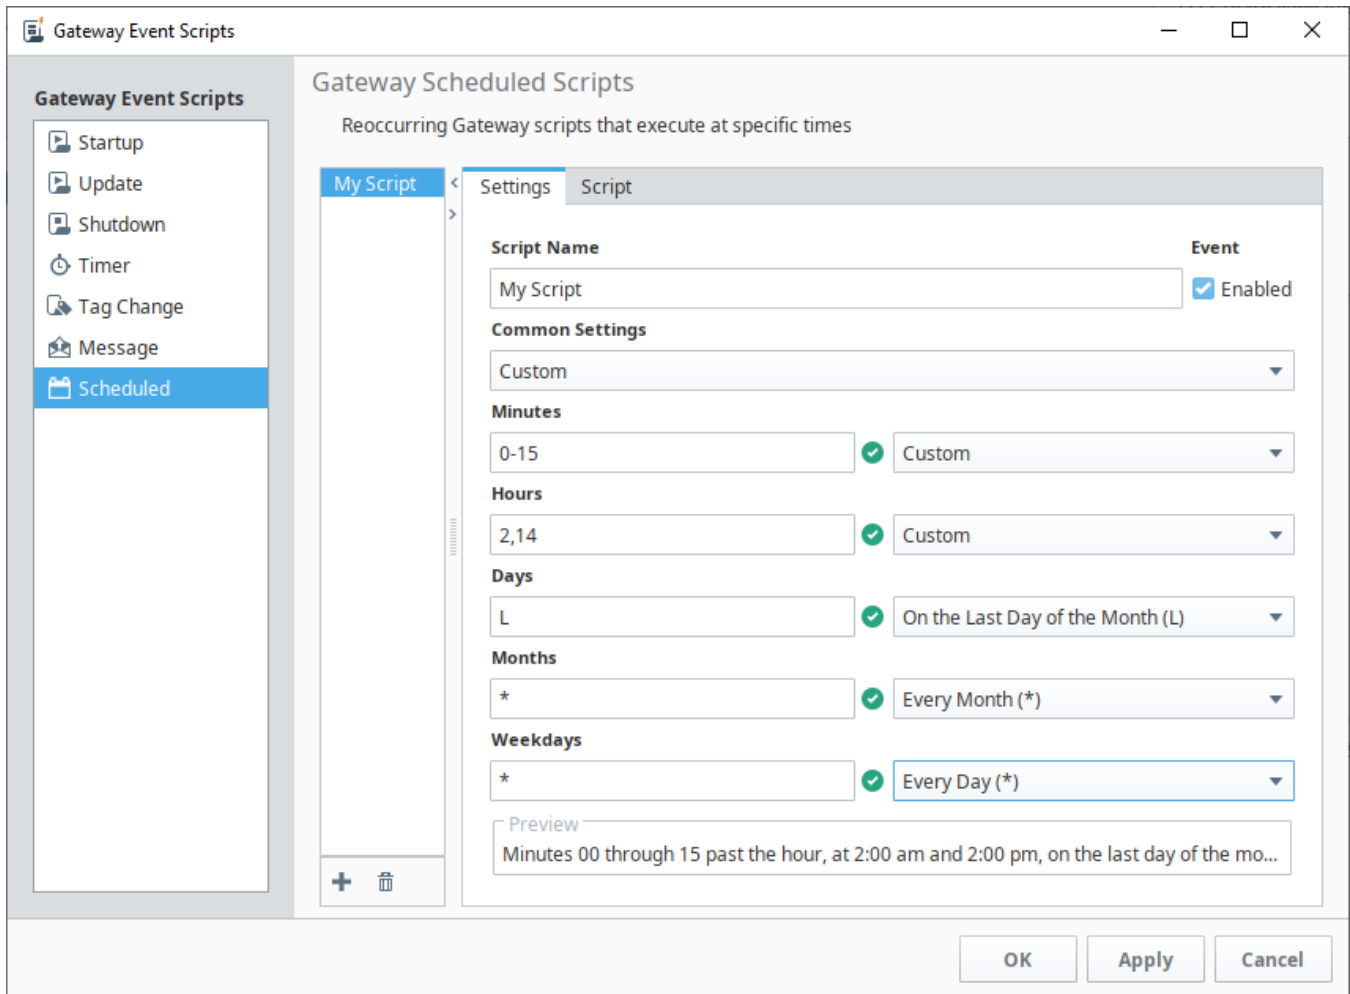 Gateway Event Scripts
Gateway Event Scripts
Startup
Update
Shutdown
Timer
Tag Change
Message
Scheduled
Gateway Scheduled Scripts
Reoccurring Gateway scripts that execute at specific times
My Script
Settings Script
Script Name Event
My Script Enabled
Common Settings
Custom
Minutes
0-15 Custom
Hours
2,14 Custom
Days
L On the Last Day of the Month (L)
Months
* Every Month (*)
Weekdays
* Every Day (*)
Preview
Minutes 00 through 15 past the hour, at 2:00 am and 2:00 pm, on the last day of the mo...
OK Apply Cancel